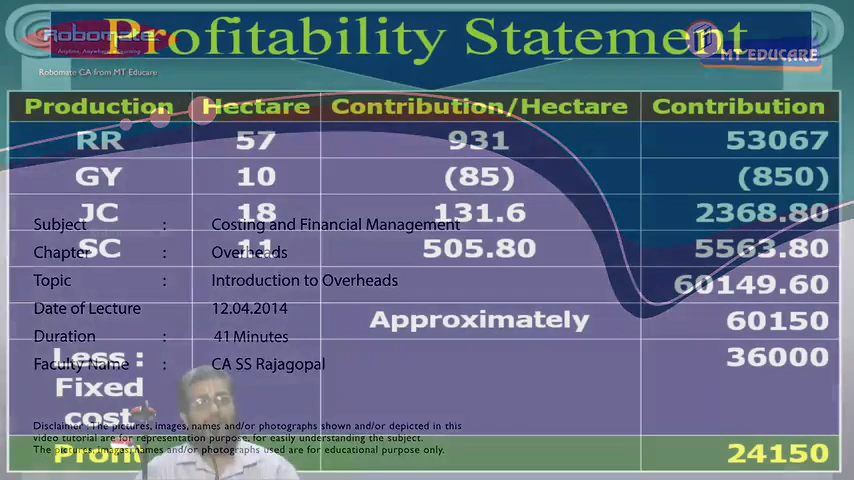 Profitability Statement
Robomate
Anytime, Anywhere Learning
MT EDUCARE
Robomate CA from MT Educare
Production Hectare Contribution/Hectare Contribution
RR 57 931 53067
GY 10 (85) (850)
JC 18 131.6 2368.80
Subject : Costing and Financial Management
SC 11 505.80 5563.80
Chapter : Overheads
Topic : Introduction to Overheads
60149.60
Date of Lecture : 12.04.2014
Approximately 60150
Duration : 41 Minutes
Less : Fixed cost 36000
Faculty Name : CA SS Rajagopal
Disclaimer : The pictures, images, names and/or photographs shown and/or depicted in this
video tutorial are for representation purpose, for easily understanding the subject.
The pictures, images, names and/or photographs used are for educational purpose only.
Profit 24150